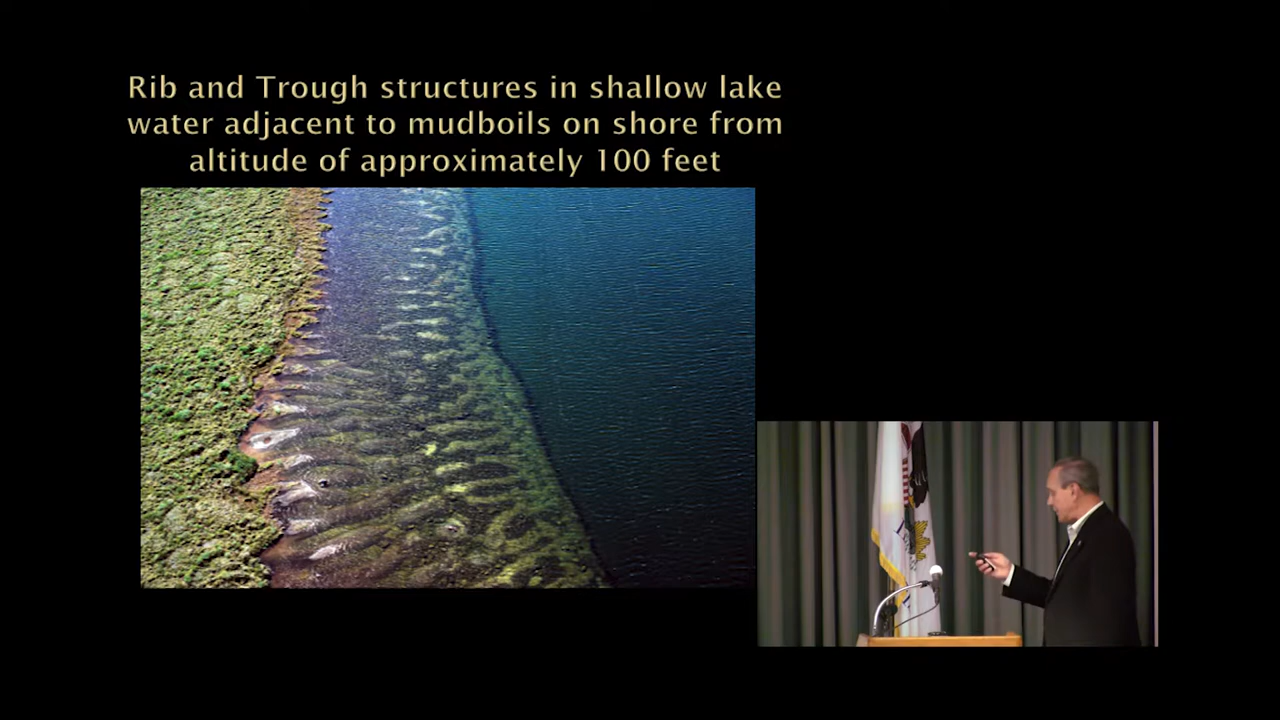 Rib and Trough structures in shallow lake
water adjacent to mudboils on shore from
altitude of approximately 100 feet